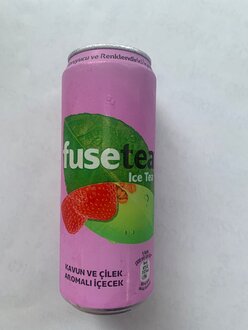 ve Renklendirici
fusetea
Ice Tea
KAVUN VE ÇİLEK
AROMALI İÇECEK